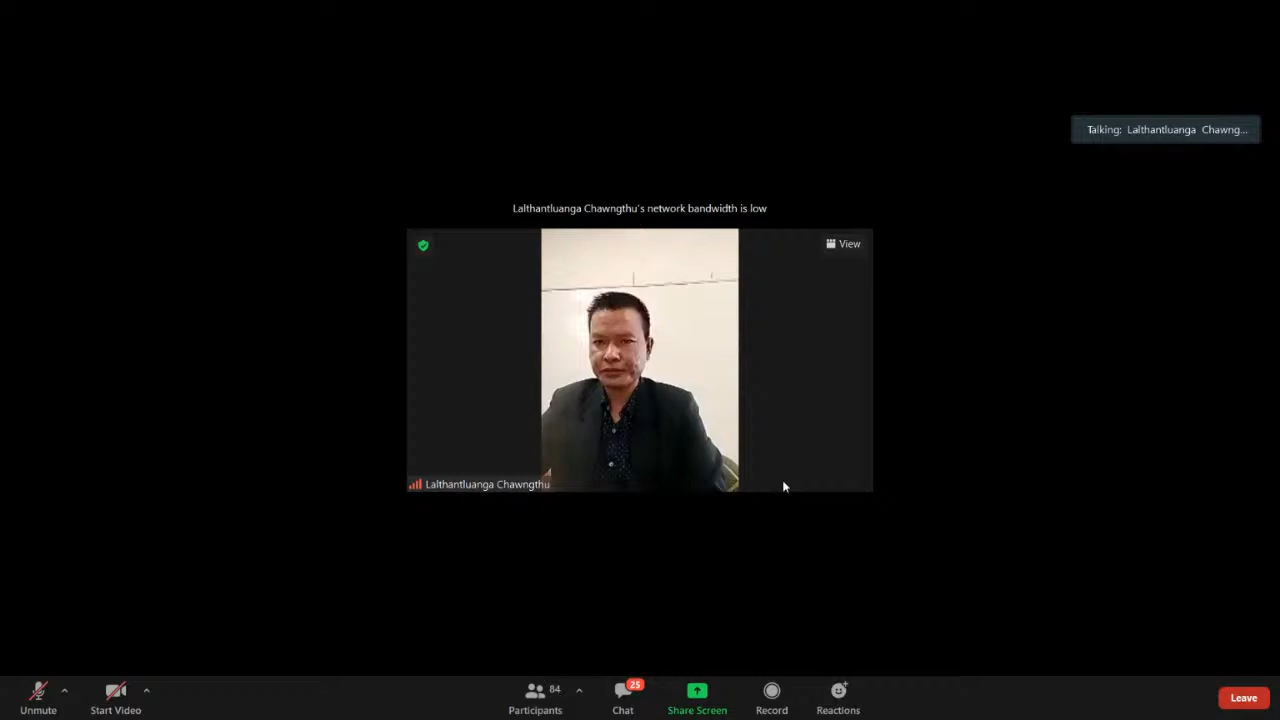 Talking: Lalthantluanga Chawng...
Lalthantluanga Chawngthu's network bandwidth is low
View
Lalthantluanga Chawngthu
Unmute
Start Video
84
Participants
25
Chat
Share Screen
Record
Reactions
Leave